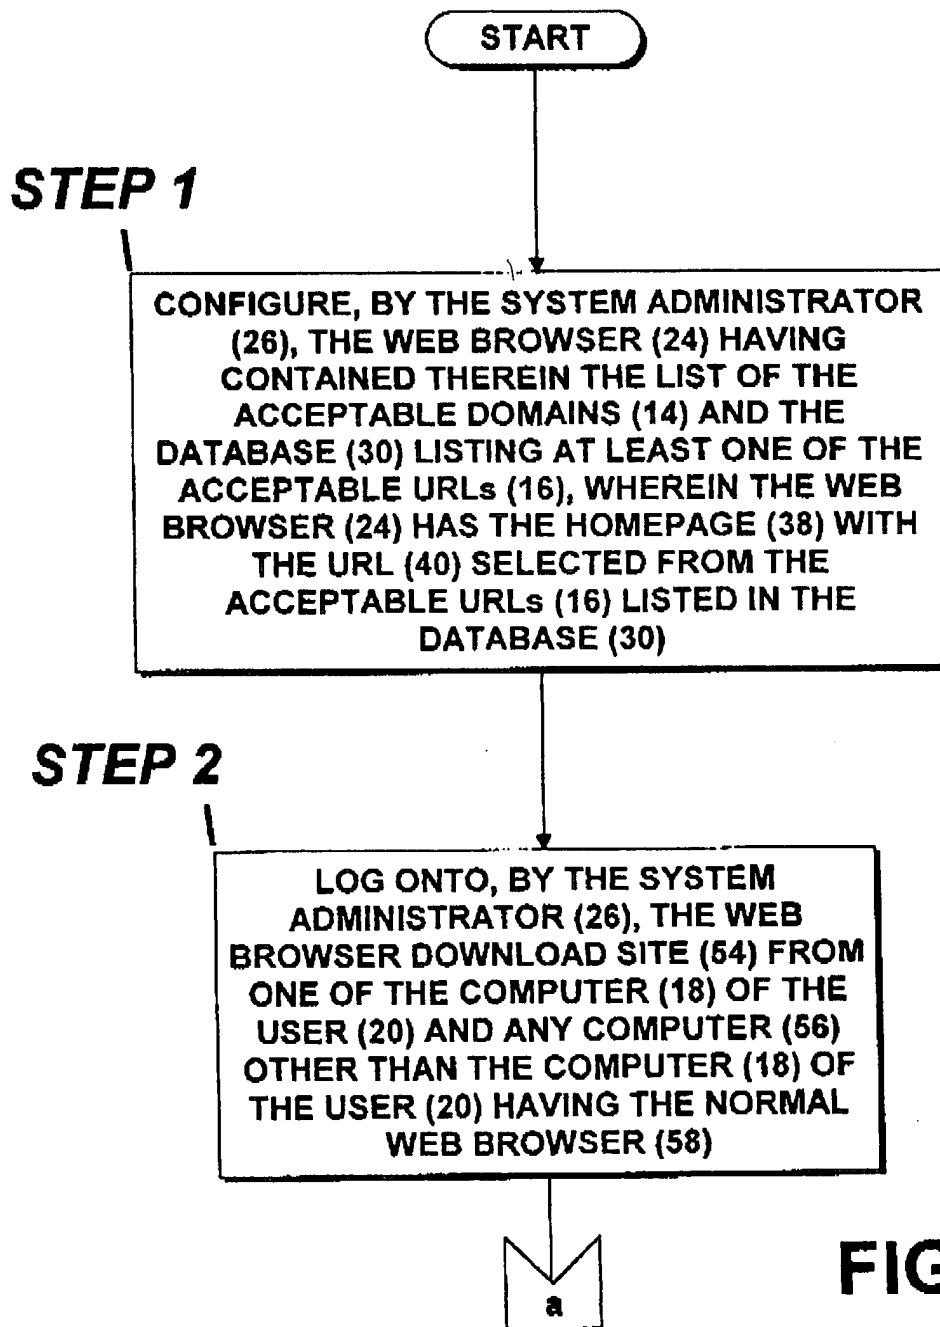 START
STEP 1
CONFIGURE, BY THE SYSTEM ADMINISTRATOR
(26), THE WEB BROWSER (24) HAVING
CONTAINED THEREIN THE LIST OF THE
ACCEPTABLE DOMAINS (14) AND THE
DATABASE (30) LISTING AT LEAST ONE OF THE
ACCEPTABLE URLs (16), WHEREIN THE WEB
BROWSER (24) HAS THE HOMEPAGE (38) WITH
THE URL (40) SELECTED FROM THE
ACCEPTABLE URLs (16) LISTED IN THE
DATABASE (30)
STEP 2
LOG ONTO, BY THE SYSTEM
ADMINISTRATOR (26), THE WEB
BROWSER DOWNLOAD SITE (54) FROM
ONE OF THE COMPUTER (18) OF THE
USER (20) AND ANY COMPUTER (56)
OTHER THAN THE COMPUTER (18) OF
THE USER (20) HAVING THE NORMAL
WEB BROWSER (58)
a
FIG